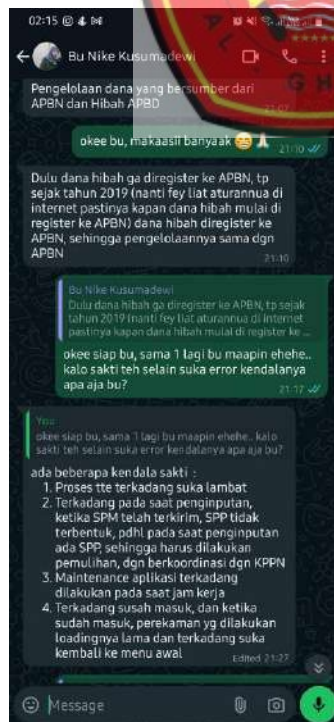 02:15
Bu Nike Kusumadewi
Pengelolaan dana yang bersumber dari
APBN dan Hibah APBD
21:07
okee bu, makaasii banyaak 😁🙏🏻
21:10
Dulu dana hibah ga diregister ke APBN, tp
sejak tahun 2019 (nanti fey liat aturannua di
internet pastinya kapan dana hibah mulai di
register ke APBN) dana hibah diregister ke
APBN, sehingga pengelolaannya sama dgn
APBN
21:10
Bu Nike Kusumadewi
Dulu dana hibah ga diregister ke APBN, tp sejak
tahun 2019 (nanti fey liat aturannua di internet
pastinya kapan dana hibah mulai di register ke ...
okee siap bu, sama 1 lagi bu maapin ehehe..
kalo sakti teh selain suka error kendalanya
apa aja bu?
21:17
You
okee siap bu, sama 1 lagi bu maapin ehehe.. kalo
sakti teh selain suka error kendalanya apa aja bu?
ada beberapa kendala sakti :
1. Proses tte terkadang suka lambat
2. Terkadang pada saat penginputan,
ketika SPM telah terkirim, SPP tidak
terbentuk, pdhl pada saat penginputan
ada SPP, sehingga harus dilakukan
pemulihan, dgn berkoordinasi dgn KPPN
3. Maintenance aplikasi terkadang
dilakukan pada saat jam kerja
4. Terkadang susah masuk, dan ketika
sudah masuk, perekaman yg dilakukan
loadingnya lama dan terkadang suka
kembali ke menu awal
Edited 21:27
Message